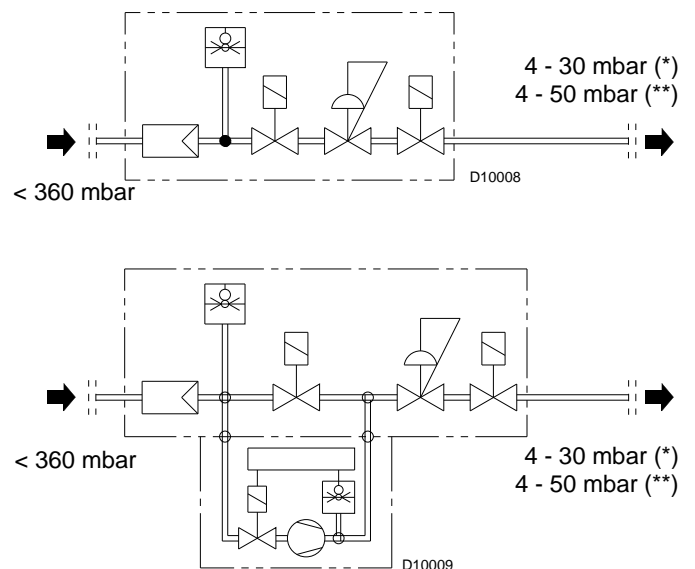 4 - 30 mbar (*)
4 - 50 mbar (**)
D10008
< 360 mbar
< 360 mbar
4 - 30 mbar (*)
4 - 50 mbar (**)
D10009